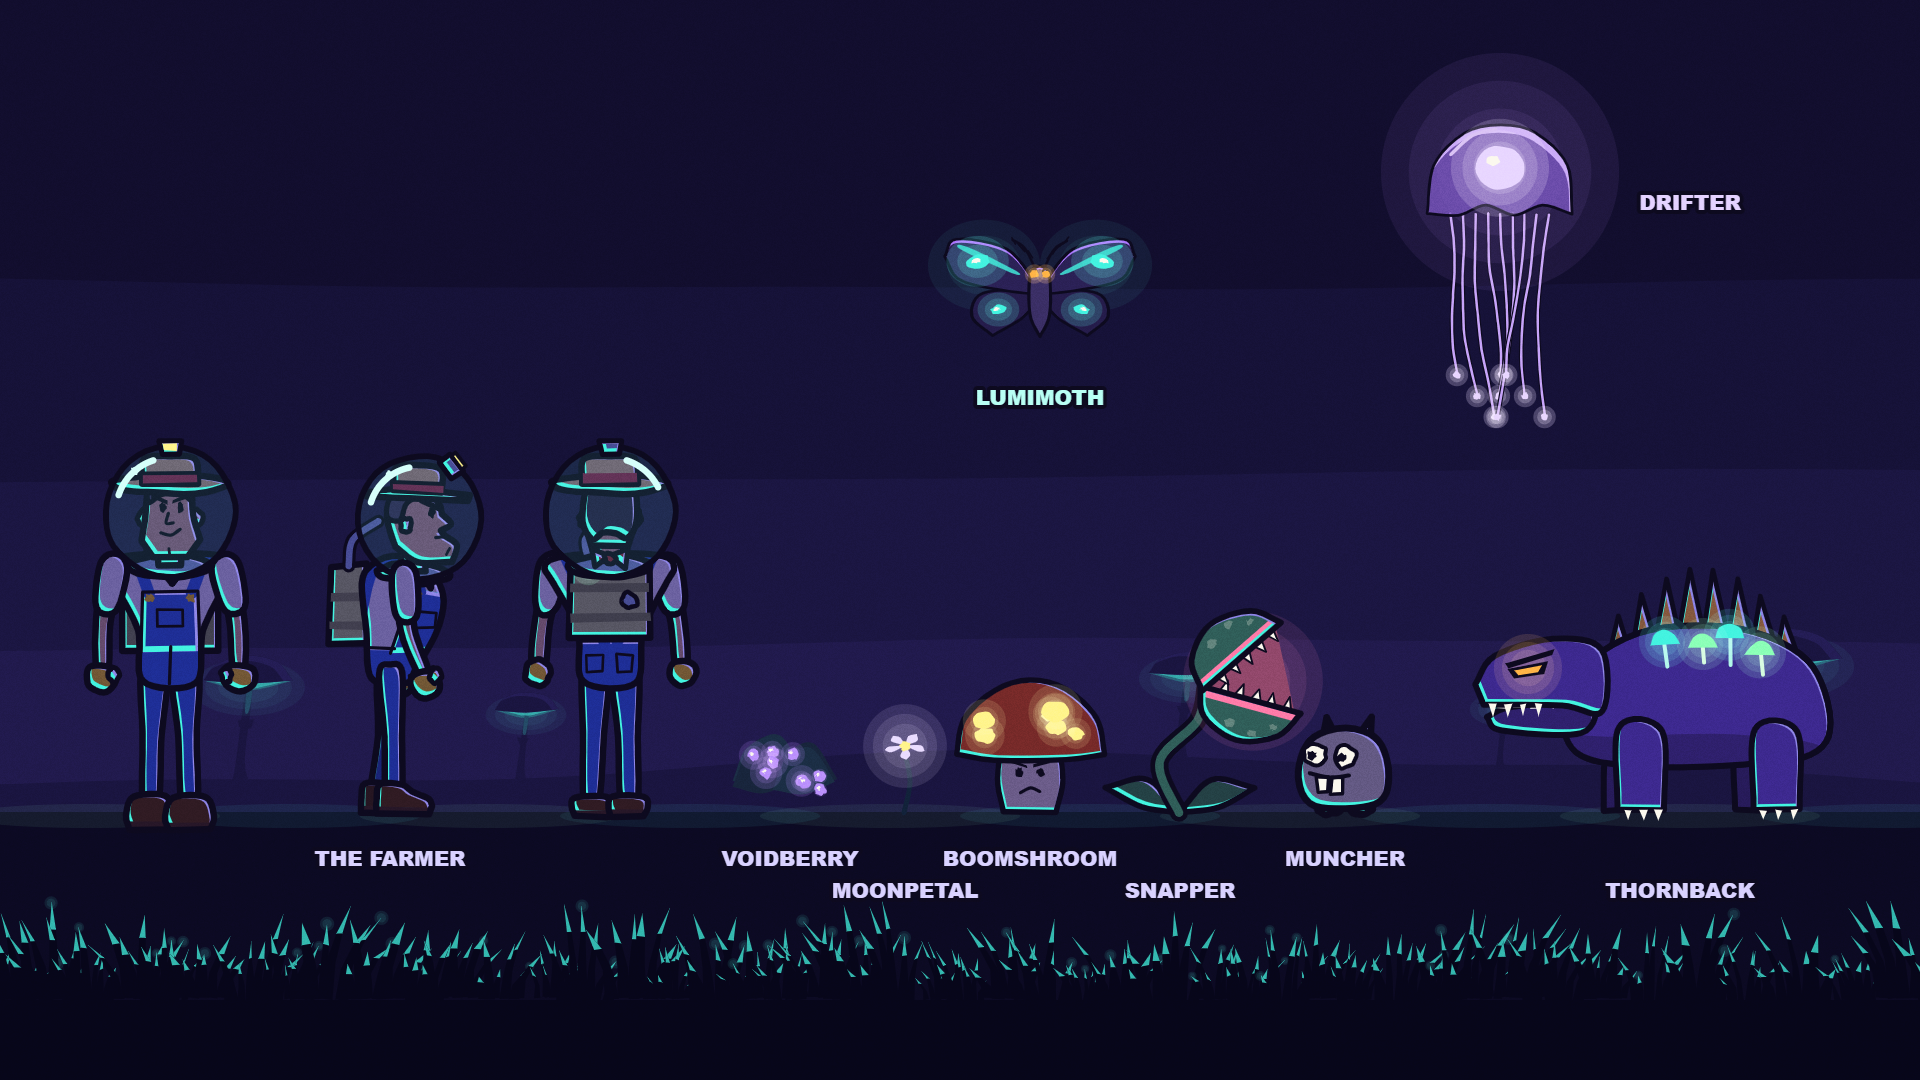 DRIFTER
LUMIMOTH
THE FARMER
VOIDBERRY
BOOMSHROOM
MUNCHER
MOONPETAL
SNAPPER
THORNBACK